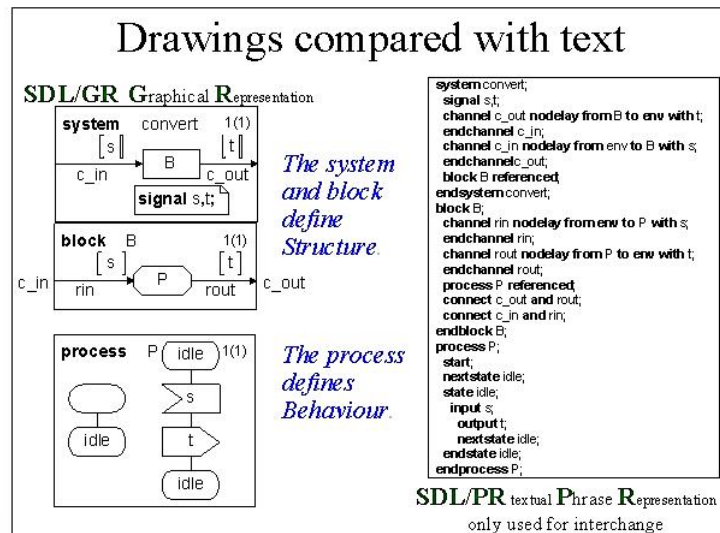 Drawings compared with text
SDL/GR Graphical Representation
system convert 1(1)
[s] [t]
B
c_in c_out
signal s,t;
block B 1(1)
[s] [t]
c_in P c_out
rin rout
process P idle 1(1)
s
idle t
idle
The system
and block
define
Structure.
The process
defines
Behaviour.
system convert;
signal s,t;
channel c_out nodelay from B to env with t;
endchannel c_in;
channel c_in nodelay from env to B with s;
endchannel c_out;
block B referenced;
endsystem convert;
block B;
channel rin nodelay from env to P with s;
endchannel rin;
channel rout nodelay from P to env with t;
endchannel rout;
process P referenced;
connect c_out and rout;
connect c_in and rin;
endblock B;
process P;
start;
nextstate idle;
state idle;
input s;
output t;
nextstate idle;
endstate idle;
endprocess P;
SDL/PR textual Phrase Representation
only used for interchange